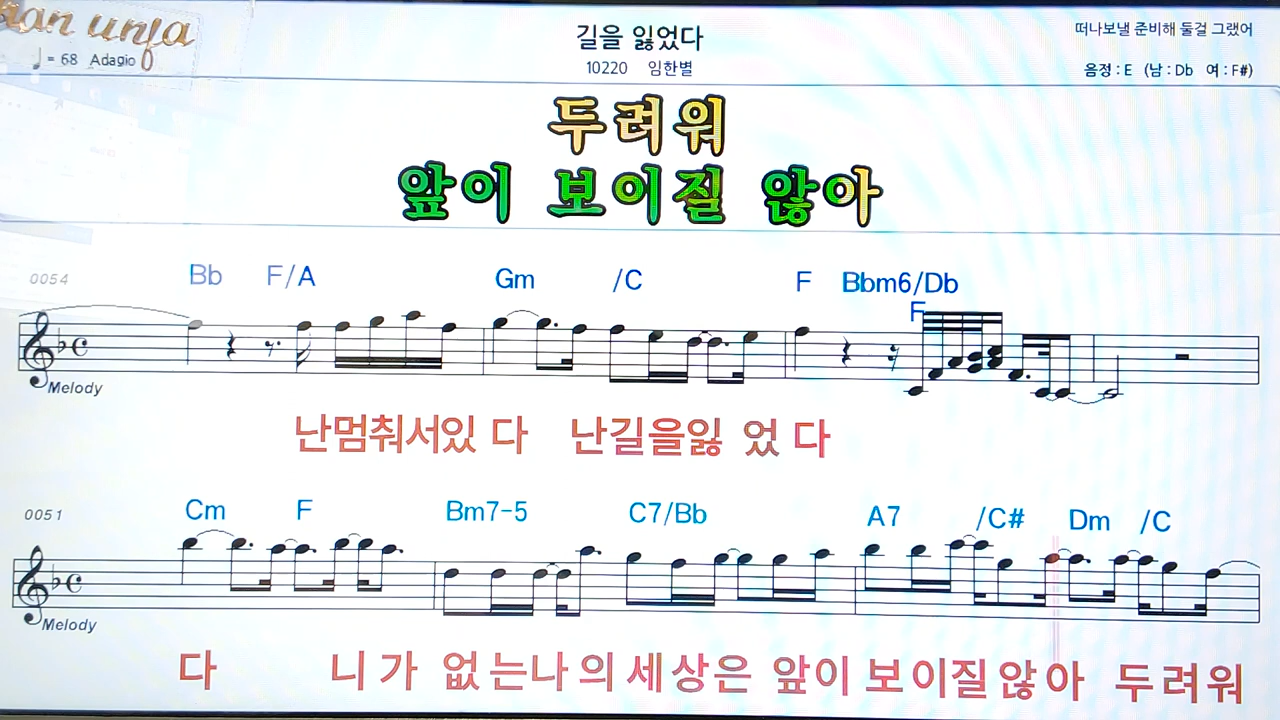 길을 잃었다
떠나보낼 준비해 둘걸 그랬어
♩= 68 Adagio
10220 임한별
음정 : E (남 : Db 여 : F#)
두려워
앞이 보이질 않아
0054 Bb F/A Gm /C F Bbm6/Db
F
Melody
난멈춰서있 다 난길을잃 었 다
0051 Cm F Bm7-5 C7/Bb A7 /C# Dm /C
Melody
다 니 가 없 는나 의 세 상은 앞이 보이질않아 두려워